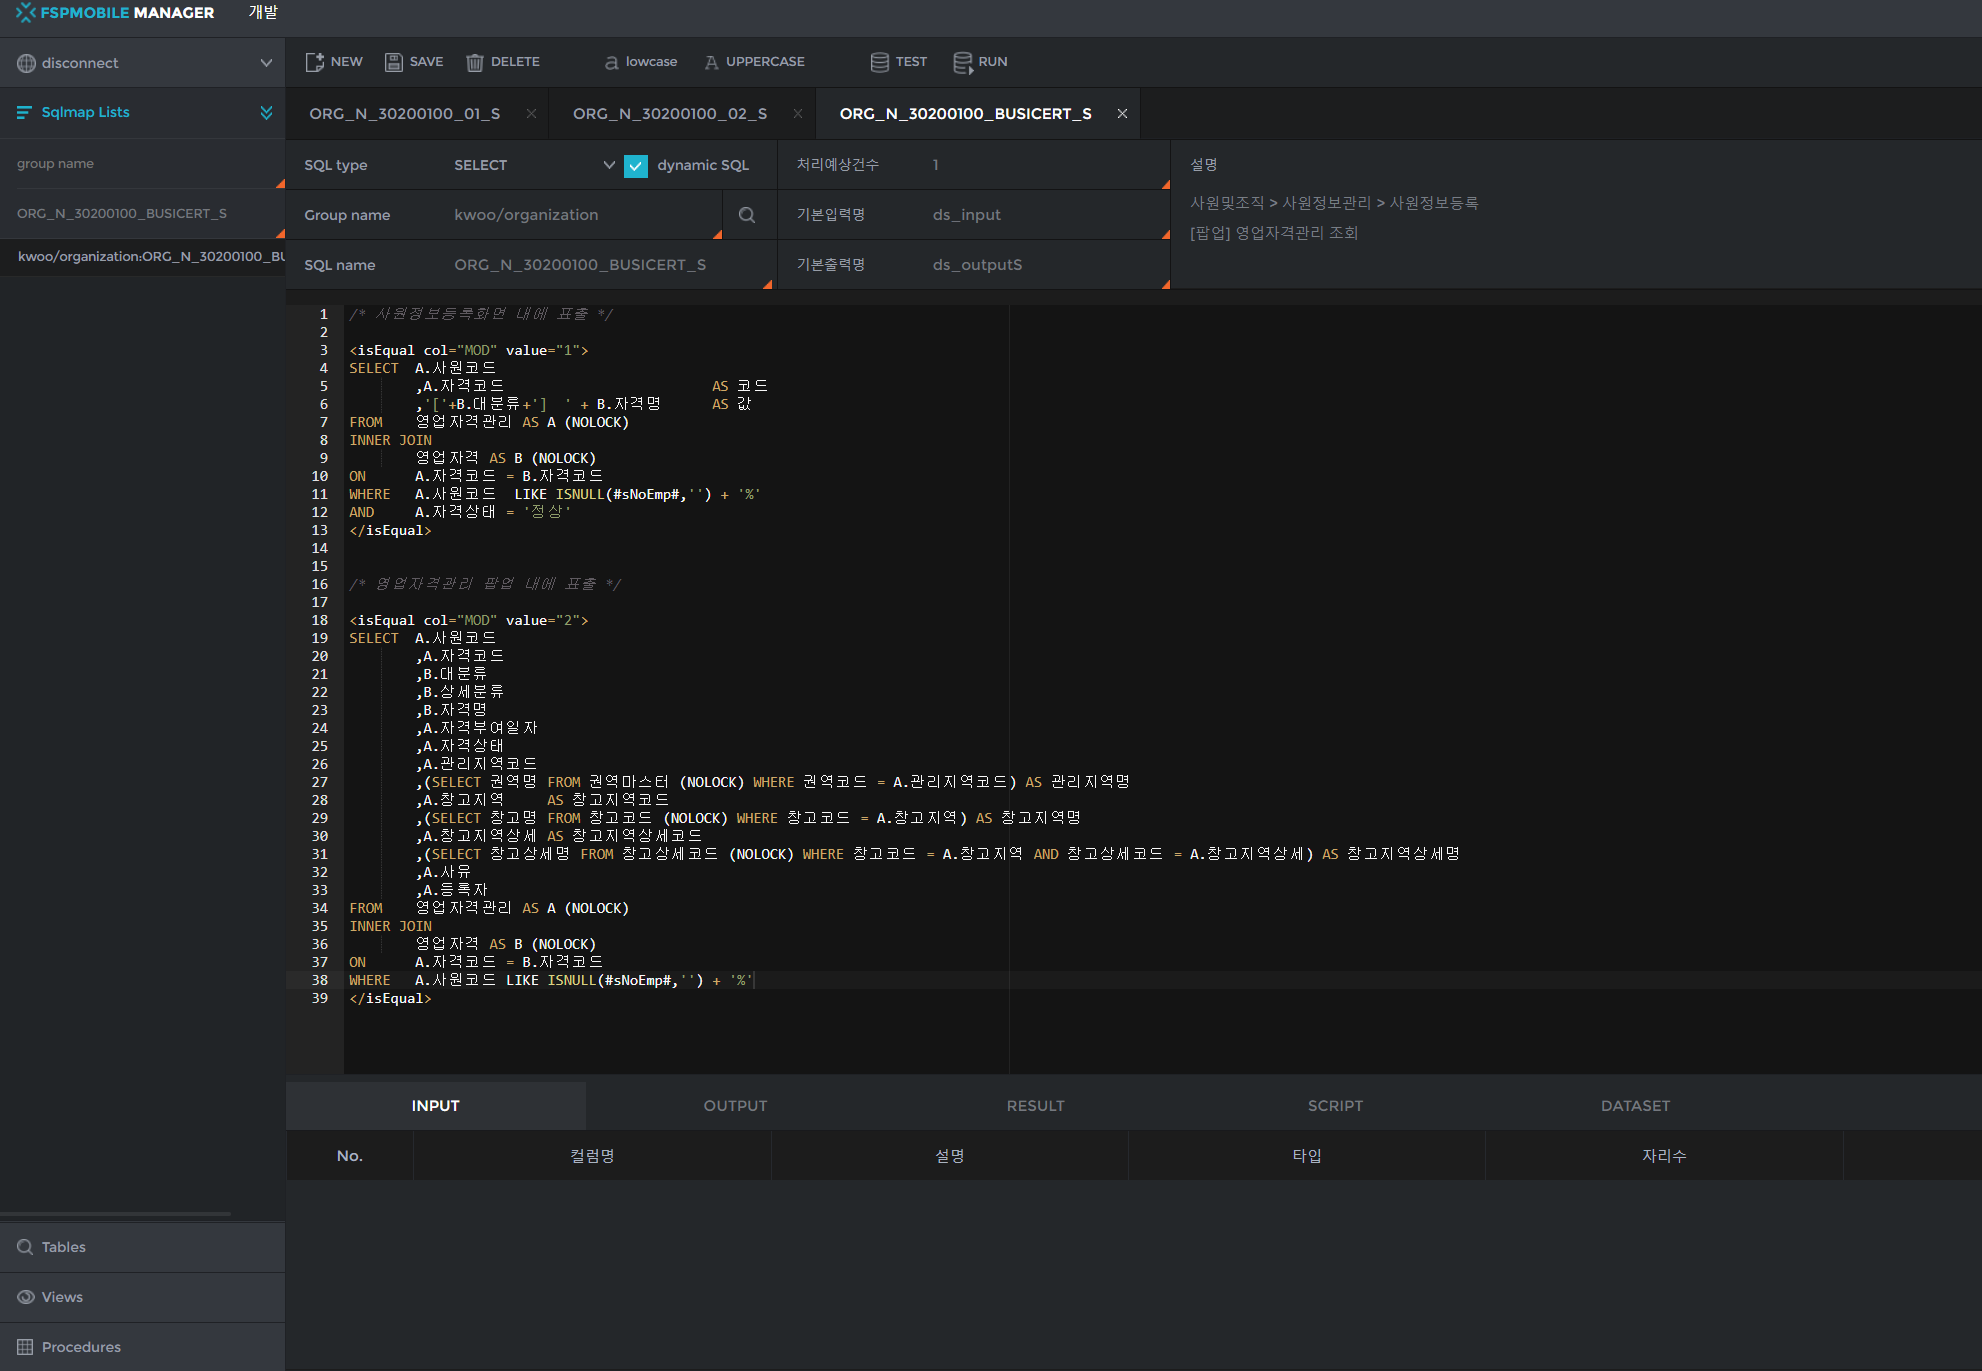 FSPMOBILE MANAGER 개발
disconnect
NEW SAVE DELETE a lowcase A UPPERCASE TEST RUN
Sqlmap Lists
ORG_N_30200100_01_S ORG_N_30200100_02_S ORG_N_30200100_BUSICERT_S
group name
ORG_N_30200100_BUSICERT_S
kwoo/organization:ORG_N_30200100_BU
SQL type SELECT dynamic SQL 처리예상건수 1 설명
Group name kwoo/organization 기본입력명 ds_input
SQL name ORG_N_30200100_BUSICERT_S 기본출력명 ds_outputS
사원및조직 > 사원정보관리 > 사원정보등록
[팝업] 영업자격관리 조회
1 /* 사원정보등록화면 내에 표출 */
2
3 <isEqual col="MOD" value="1">
4 SELECT A.사원코드
5 ,A.자격코드 AS 코드
6 ,'['+B.대분류+'] ' + B.자격명 AS 값
7 FROM 영업자격관리 AS A (NOLOCK)
8 INNER JOIN
9 영업자격 AS B (NOLOCK)
10 ON A.자격코드 = B.자격코드
11 WHERE A.사원코드 LIKE ISNULL(#sNoEmp#,'') + '%'
12 AND A.자격상태 = '정상'
13 </isEqual>
14
15
16 /* 영업자격관리 팝업 내에 표출 */
17
18 <isEqual col="MOD" value="2">
19 SELECT A.사원코드
20 ,A.자격코드
21 ,B.대분류
22 ,B.상세분류
23 ,B.자격명
24 ,A.자격부여일자
25 ,A.자격상태
26 ,A.관리지역코드
27 ,(SELECT 권역명 FROM 권역마스터 (NOLOCK) WHERE 권역코드 = A.관리지역코드) AS 관리지역명
28 ,A.창고지역 AS 창고지역코드
29 ,(SELECT 창고명 FROM 창고코드 (NOLOCK) WHERE 창고코드 = A.창고지역) AS 창고지역명
30 ,A.창고지역상세 AS 창고지역상세코드
31 ,(SELECT 창고상세명 FROM 창고상세코드 (NOLOCK) WHERE 창고코드 = A.창고지역 AND 창고상세코드 = A.창고지역상세) AS 창고지역상세명
32 ,A.사유
33 ,A.등록자
34 FROM 영업자격관리 AS A (NOLOCK)
35 INNER JOIN
36 영업자격 AS B (NOLOCK)
37 ON A.자격코드 = B.자격코드
38 WHERE A.사원코드 LIKE ISNULL(#sNoEmp#,'') + '%'
39 </isEqual>
INPUT OUTPUT RESULT SCRIPT DATASET
No. 컬럼명 설명 타입 자리수
Tables
Views
Procedures